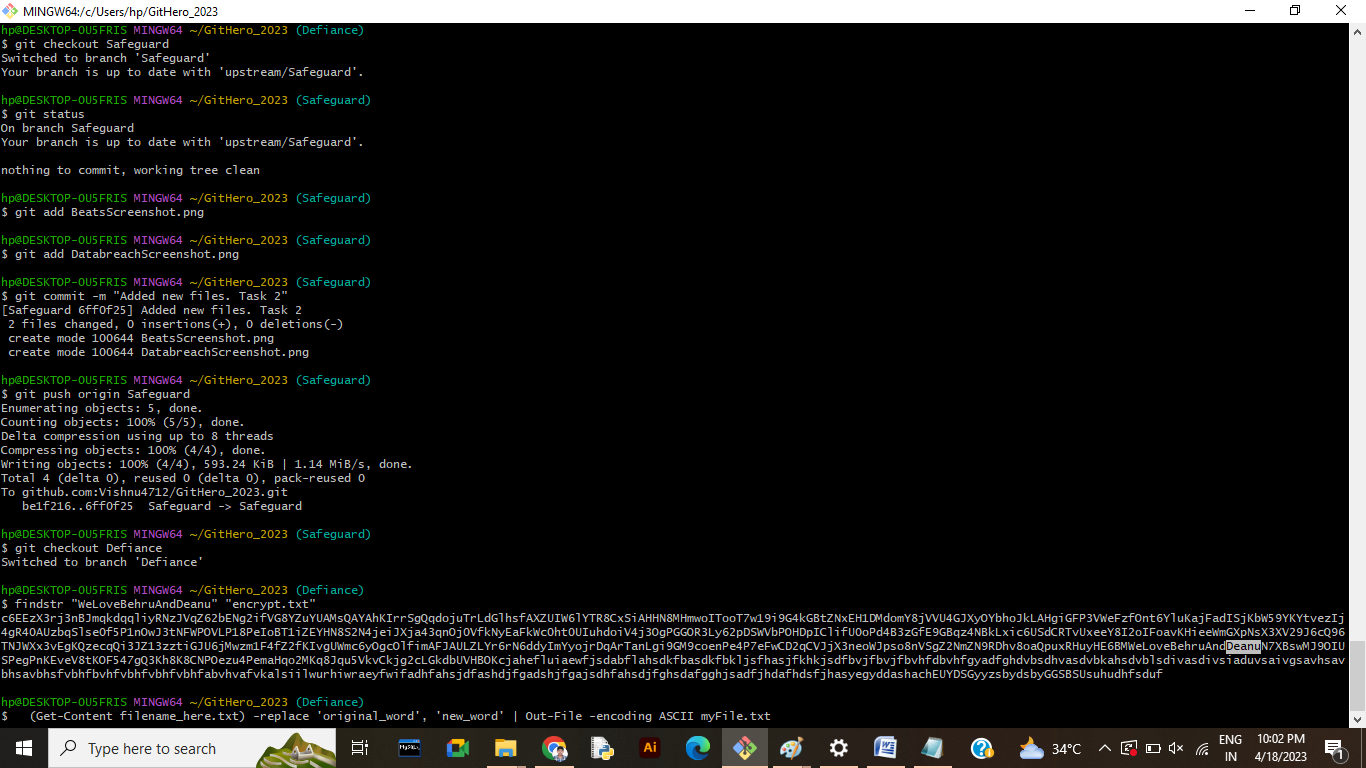 MINGW64:/c/Users/hp/GitHero_2023
hp@DESKTOP-OU5FRIS MINGW64 ~/GitHero_2023 (Defiance)
$ git checkout Safeguard
Switched to branch 'Safeguard'
Your branch is up to date with 'upstream/Safeguard'.
hp@DESKTOP-OU5FRIS MINGW64 ~/GitHero_2023 (Safeguard)
$ git status
On branch Safeguard
Your branch is up to date with 'upstream/Safeguard'.
nothing to commit, working tree clean
hp@DESKTOP-OU5FRIS MINGW64 ~/GitHero_2023 (Safeguard)
$ git add BeatsScreenshot.png
hp@DESKTOP-OU5FRIS MINGW64 ~/GitHero_2023 (Safeguard)
$ git add DatabreachScreenshot.png
hp@DESKTOP-OU5FRIS MINGW64 ~/GitHero_2023 (Safeguard)
$ git commit -m "Added new files. Task 2"
[Safeguard 6ff0f25] Added new files. Task 2
2 files changed, 0 insertions(+), 0 deletions(-)
create mode 100644 BeatsScreenshot.png
create mode 100644 DatabreachScreenshot.png
hp@DESKTOP-OU5FRIS MINGW64 ~/GitHero_2023 (Safeguard)
$ git push origin Safeguard
Enumerating objects: 5, done.
Counting objects: 100% (5/5), done.
Delta compression using up to 8 threads
Compressing objects: 100% (4/4), done.
Writing objects: 100% (4/4), 593.24 KiB | 1.14 MiB/s, done.
Total 4 (delta 0), reused 0 (delta 0), pack-reused 0
To github.com:Vishnu4712/GitHero_2023.git
be1f216..6ff0f25  Safeguard -> Safeguard
hp@DESKTOP-OU5FRIS MINGW64 ~/GitHero_2023 (Safeguard)
$ git checkout Defiance
Switched to branch 'Defiance'
hp@DESKTOP-OU5FRIS MINGW64 ~/GitHero_2023 (Defiance)
$ findstr "WeLoveBehruAndDeanu" "encrypt.txt"
hp@DESKTOP-OU5FRIS MINGW64 ~/GitHero_2023 (Defiance)
$   (Get-Content filename_here.txt) -replace 'original_word', 'new_word' | Out-File -encoding ASCII myFile.txt
Type here to search
MySQL
Ai
34°C
ENG
IN
10:02 PM
4/18/2023
1